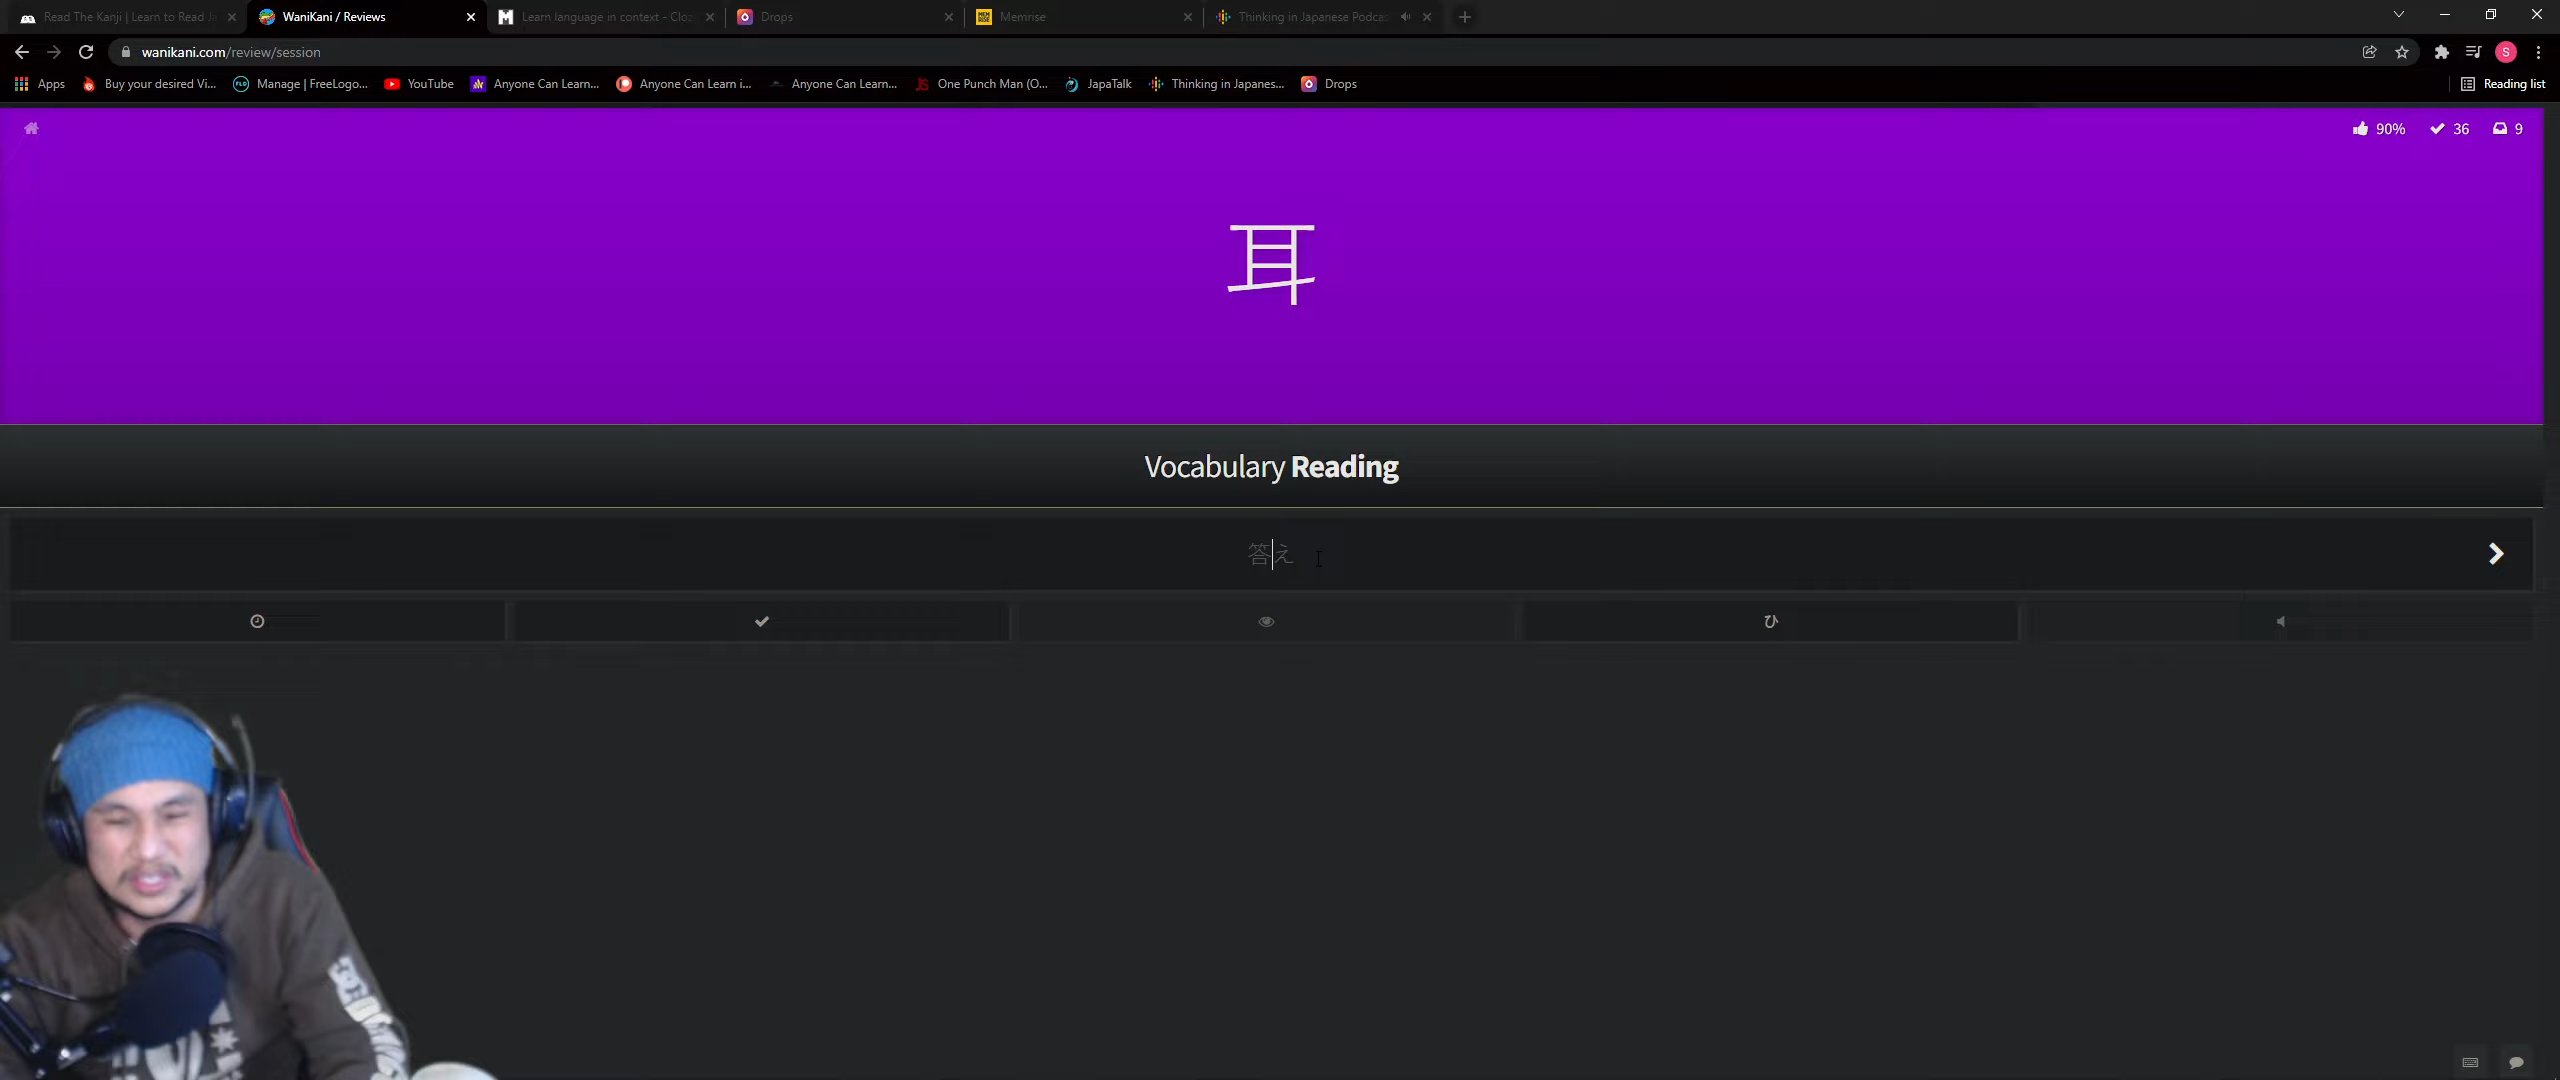 Read The Kanji | Learn to Read Ja
WaniKani / Reviews
Learn language in context - Cloz
Drops
Memrise
Thinking in Japanese Podcas
wanikani.com/review/session
S
Apps
Buy your desired Vi...
Manage | FreeLogo...
YouTube
Anyone Can Learn...
Anyone Can Learn i...
Anyone Can Learn...
One Punch Man (O...
JapaTalk
Thinking in Japanes...
Drops
Reading list
90%
36
9
耳
Vocabulary Reading
答え
ひ